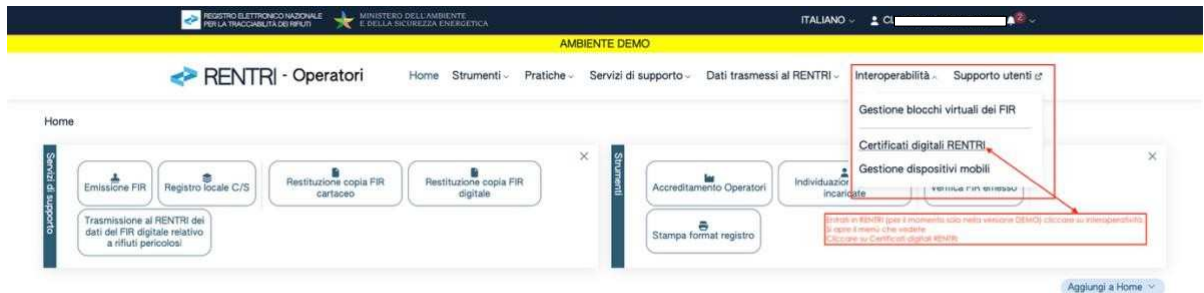 REGISTRO ELETTRONICO NAZIONALE
PER LA TRACCIABILITÀ DEI RIFIUTI
MINISTERO DELL'AMBIENTE
E DELLA SICUREZZA ENERGETICA
ITALIANO
2
AMBIENTE DEMO
RENTRI - Operatori
Home
Strumenti
Pratiche
Servizi di supporto
Dati trasmessi al RENTRI
Interoperabilità
Supporto utenti
Gestione blocchi virtuali dei FIR
Certificati digitali RENTRI
Gestione dispositivi mobili
Home
Servizi di supporto
Emissione FIR
Registro locale C/S
Restituzione copia FIR
cartaceo
Restituzione copia FIR
digitale
Trasmissione al RENTRI dei
dati del FIR digitale relativo
a rifiuti pericolosi
Strumenti
Accreditamento Operatori
Individuazion
incaricate
Verifica FIR emesso
Stampa format registro
Entrati in RENTRI (per il momento solo nella versione DEMO) cliccare su
Si apre il menù che vedete
Cliccare su Certificati digitali RENTRI
Aggiungi a Home